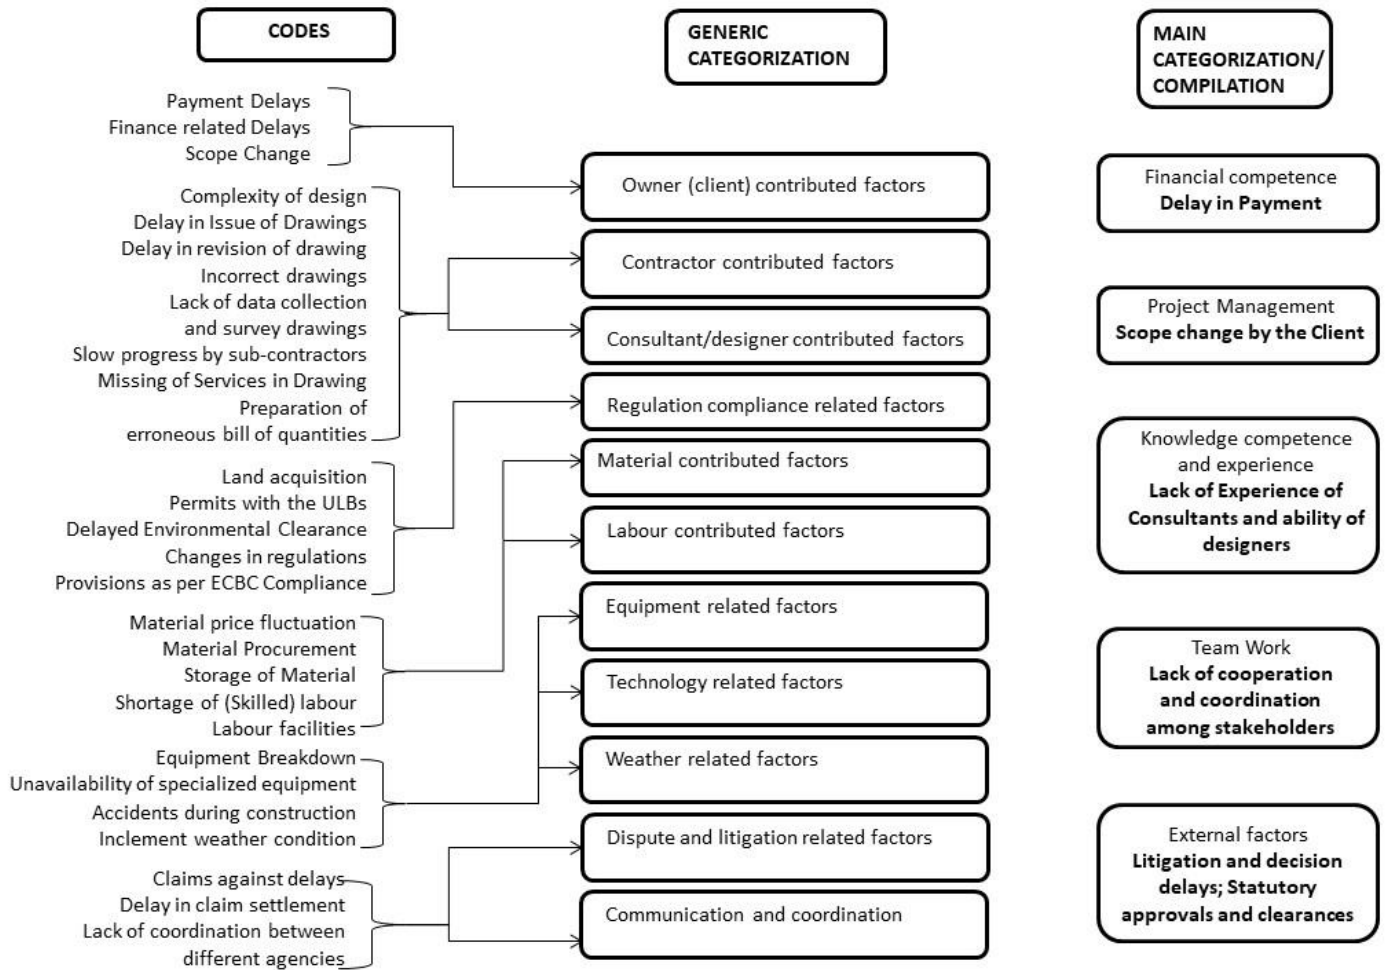 CODES
GENERIC
CATEGORIZATION
MAIN
CATEGORIZATION/
COMPILATION
Payment Delays
Finance related Delays
Scope Change
Complexity of design
Delay in Issue of Drawings
Delay in revision of drawing
Incorrect drawings
Lack of data collection
and survey drawings
Slow progress by sub-contractors
Missing of Services in Drawing
Preparation of
erroneous bill of quantities
Land acquisition
Permits with the ULBs
Delayed Environmental Clearance
Changes in regulations
Provisions as per ECBC Compliance
Material price fluctuation
Material Procurement
Storage of Material
Shortage of (Skilled) labour
Labour facilities
Equipment Breakdown
Unavailability of specialized equipment
Accidents during construction
Inclement weather condition
Claims against delays
Delay in claim settlement
Lack of coordination between
different agencies
Owner (client) contributed factors
Contractor contributed factors
Consultant/designer contributed factors
Regulation compliance related factors
Material contributed factors
Labour contributed factors
Equipment related factors
Technology related factors
Weather related factors
Dispute and litigation related factors
Communication and coordination
Financial competence
Delay in Payment
Project Management
Scope change by the Client
Knowledge competence
and experience
Lack of Experience of
Consultants and ability of
designers
Team Work
Lack of cooperation
and coordination
among stakeholders
External factors
Litigation and decision
delays; Statutory
approvals and clearances